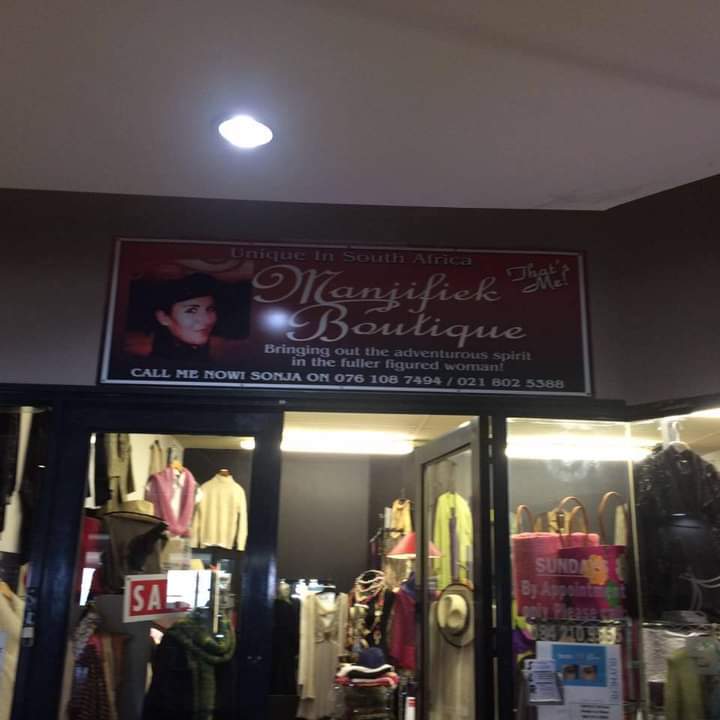 Unique In South Africa
Manjifiek
Boutique
That's
Me!
Bringing out the adventurous spirit
in the fuller figured woman!
CALL ME NOW! SONJA ON 076 108 7494 / 021 802 5388
SA
SUNDA
By Appointment
only Please